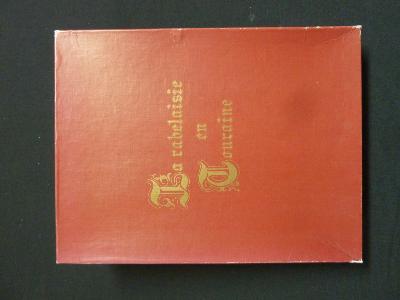 La rabelaisie
en
Touraine